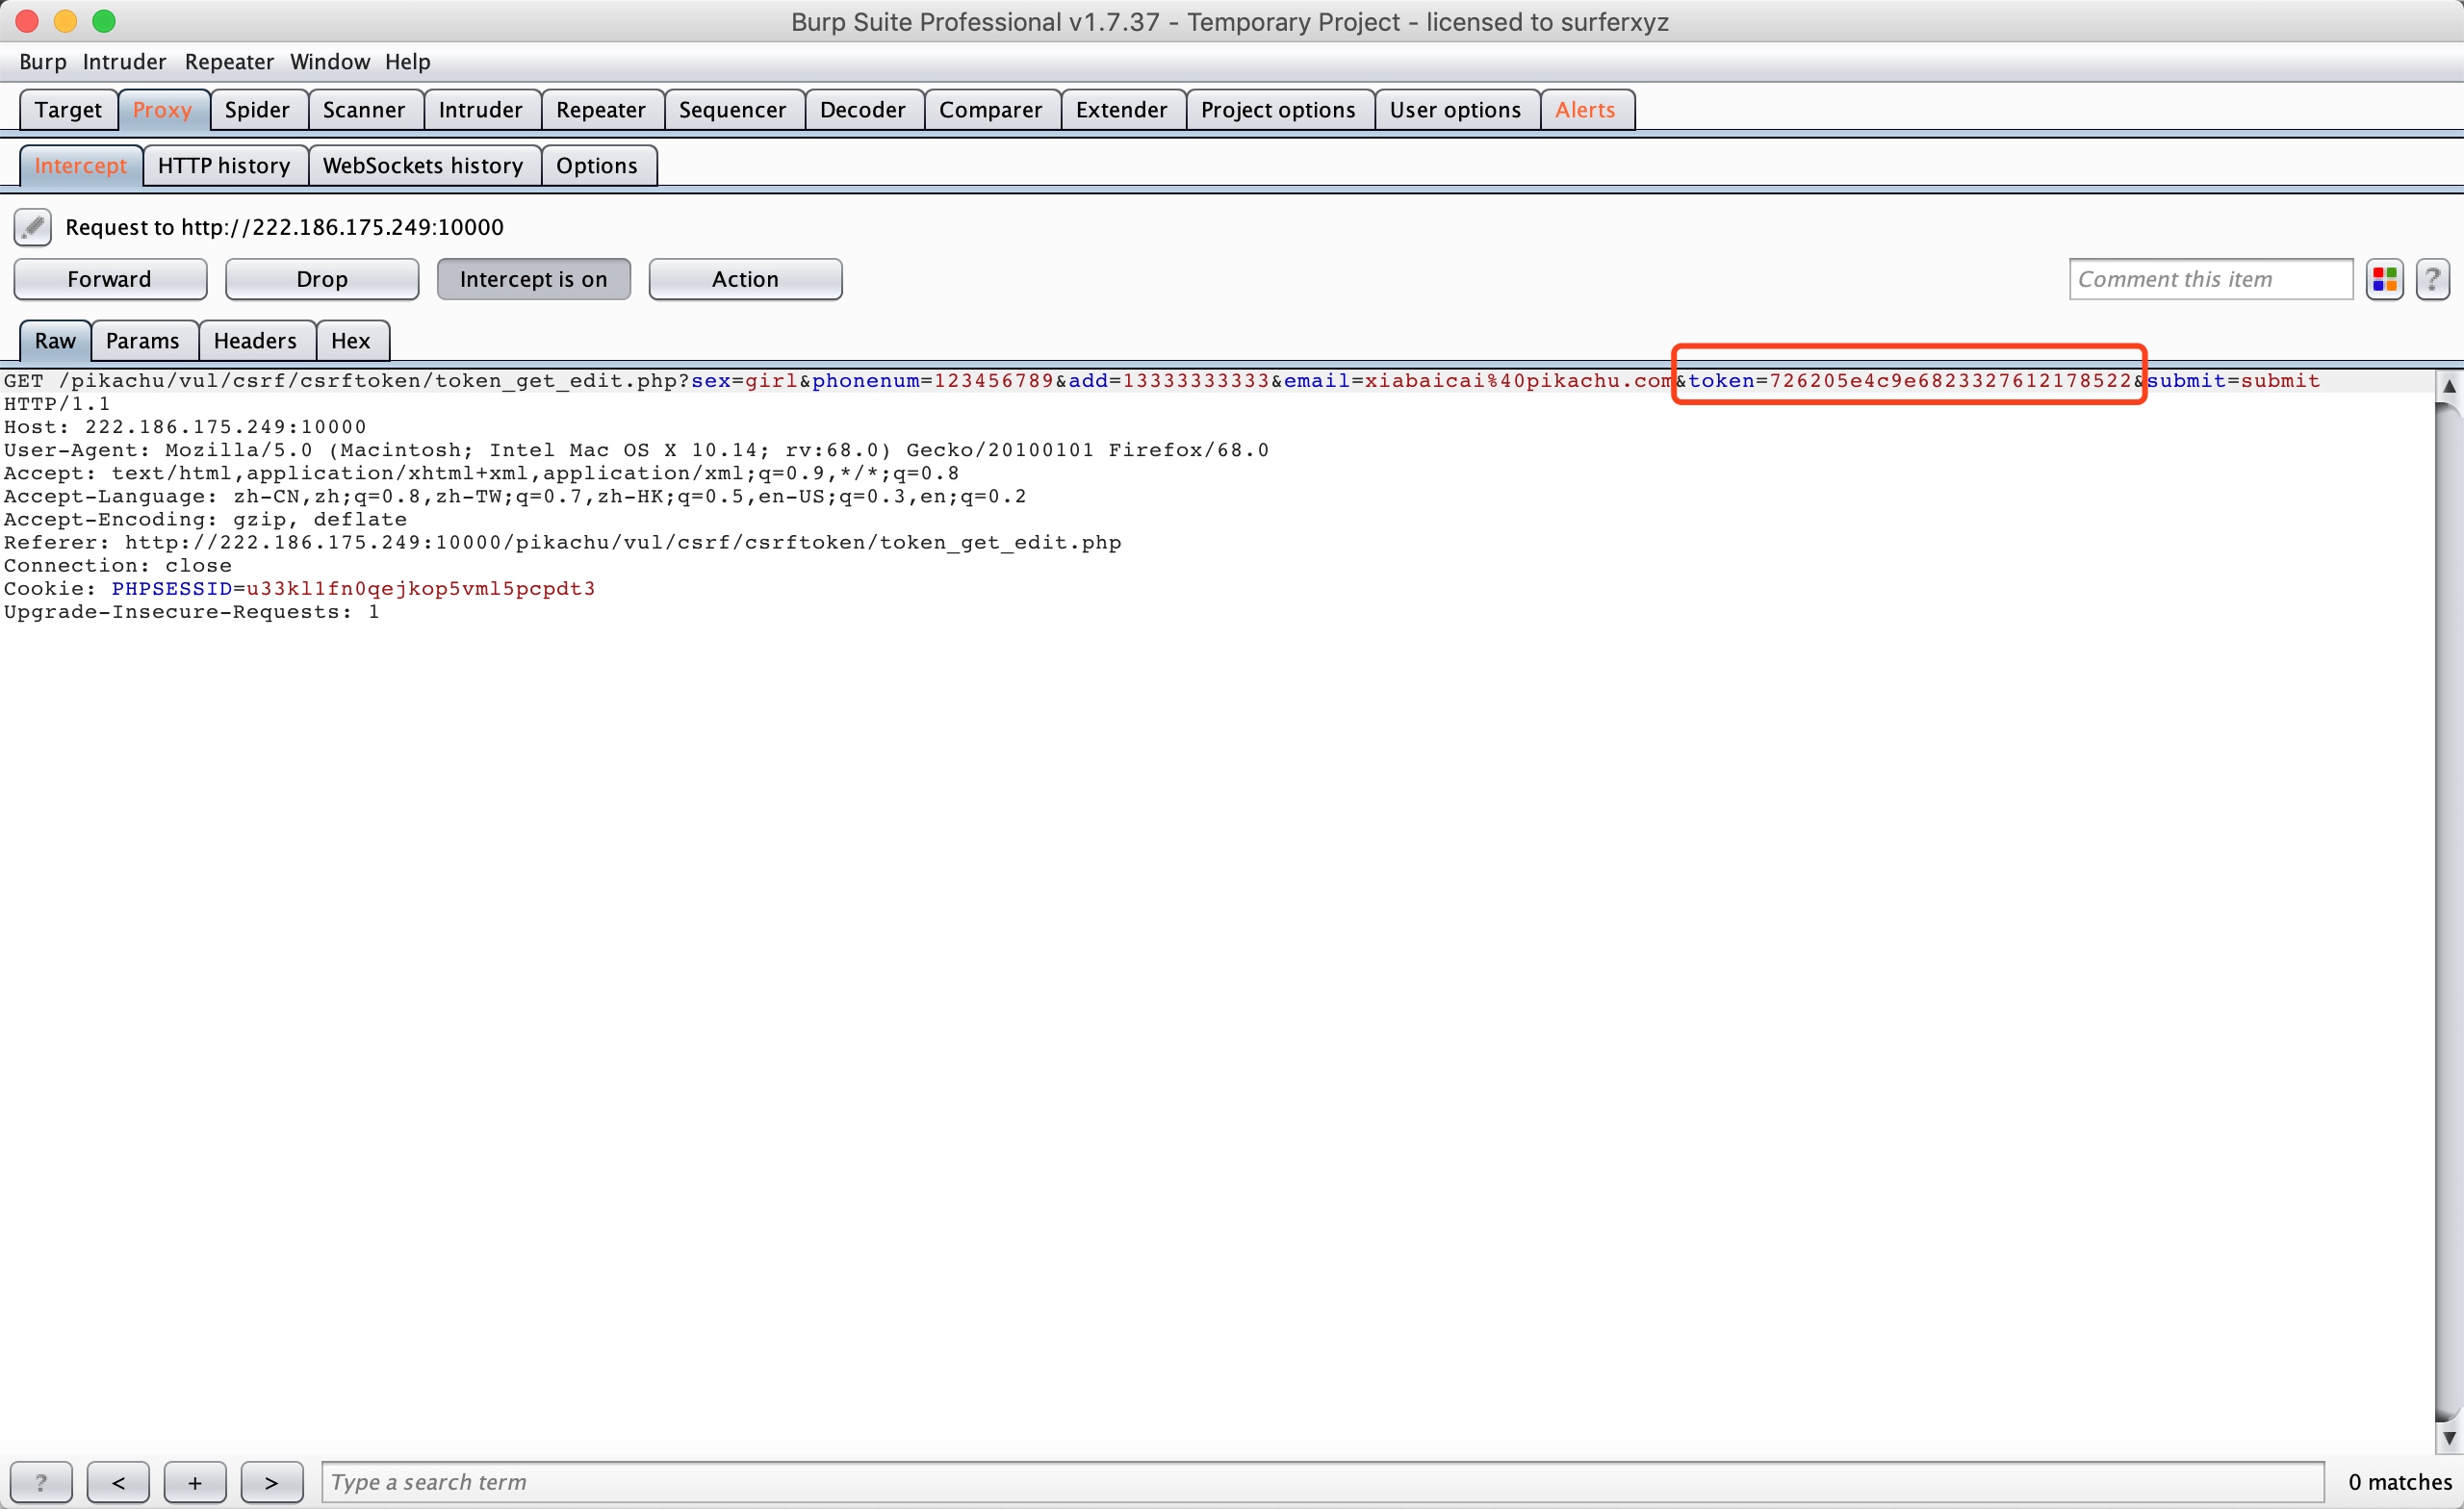 Burp Suite Professional v1.7.37 - Temporary Project - licensed to surferxyz
Burp Intruder Repeater Window Help
Target Proxy Spider Scanner Intruder Repeater Sequencer Decoder Comparer Extender Project options User options Alerts
Intercept HTTP history WebSockets history Options
Request to http://222.186.175.249:10000
Forward Drop Intercept is on Action Comment this item ?
Raw Params Headers Hex
GET /pikachu/vul/csrf/csrftoken/token_get_edit.php?sex=girl&phonenum=123456789&add=13333333333&email=xiabaicai%40pikachu.com&token=726205e4c9e6823327612178522&submit=submit
HTTP/1.1
Host: 222.186.175.249:10000
User-Agent: Mozilla/5.0 (Macintosh; Intel Mac OS X 10.14; rv:68.0) Gecko/20100101 Firefox/68.0
Accept: text/html,application/xhtml+xml,application/xml;q=0.9,*/*;q=0.8
Accept-Language: zh-CN,zh;q=0.8,zh-TW;q=0.7,zh-HK;q=0.5,en-US;q=0.3,en;q=0.2
Accept-Encoding: gzip, deflate
Referer: http://222.186.175.249:10000/pikachu/vul/csrf/csrftoken/token_get_edit.php
Connection: close
Cookie: PHPSESSID=u33kl1fn0qejkop5vml5pcpdt3
Upgrade-Insecure-Requests: 1
? < + > Type a search term 0 matches